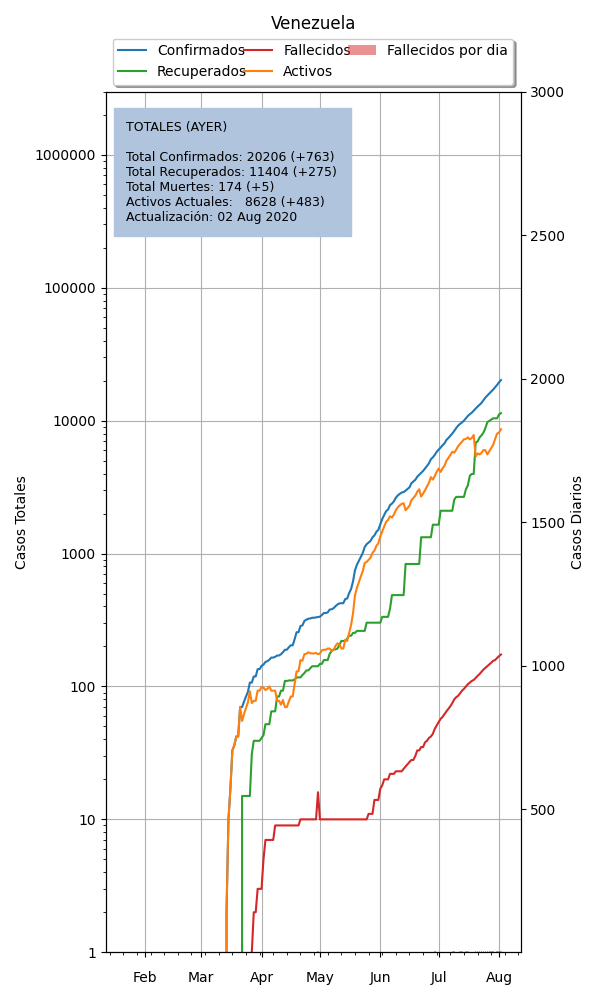 Venezuela
Confirmados
Fallecidos
Fallecidos por dia
Recuperados
Activos
TOTALES (AYER)
Total Confirmados: 20206 (+763)
Total Recuperados: 11404 (+275)
Total Muertes: 174 (+5)
Activos Actuales:   8628 (+483)
Actualización: 02 Aug 2020
Casos Totales
1000000
100000
10000
1000
100
10
1
Casos Diarios
3000
2500
2000
1500
1000
500
Feb
Mar
Apr
May
Jun
Jul
Aug